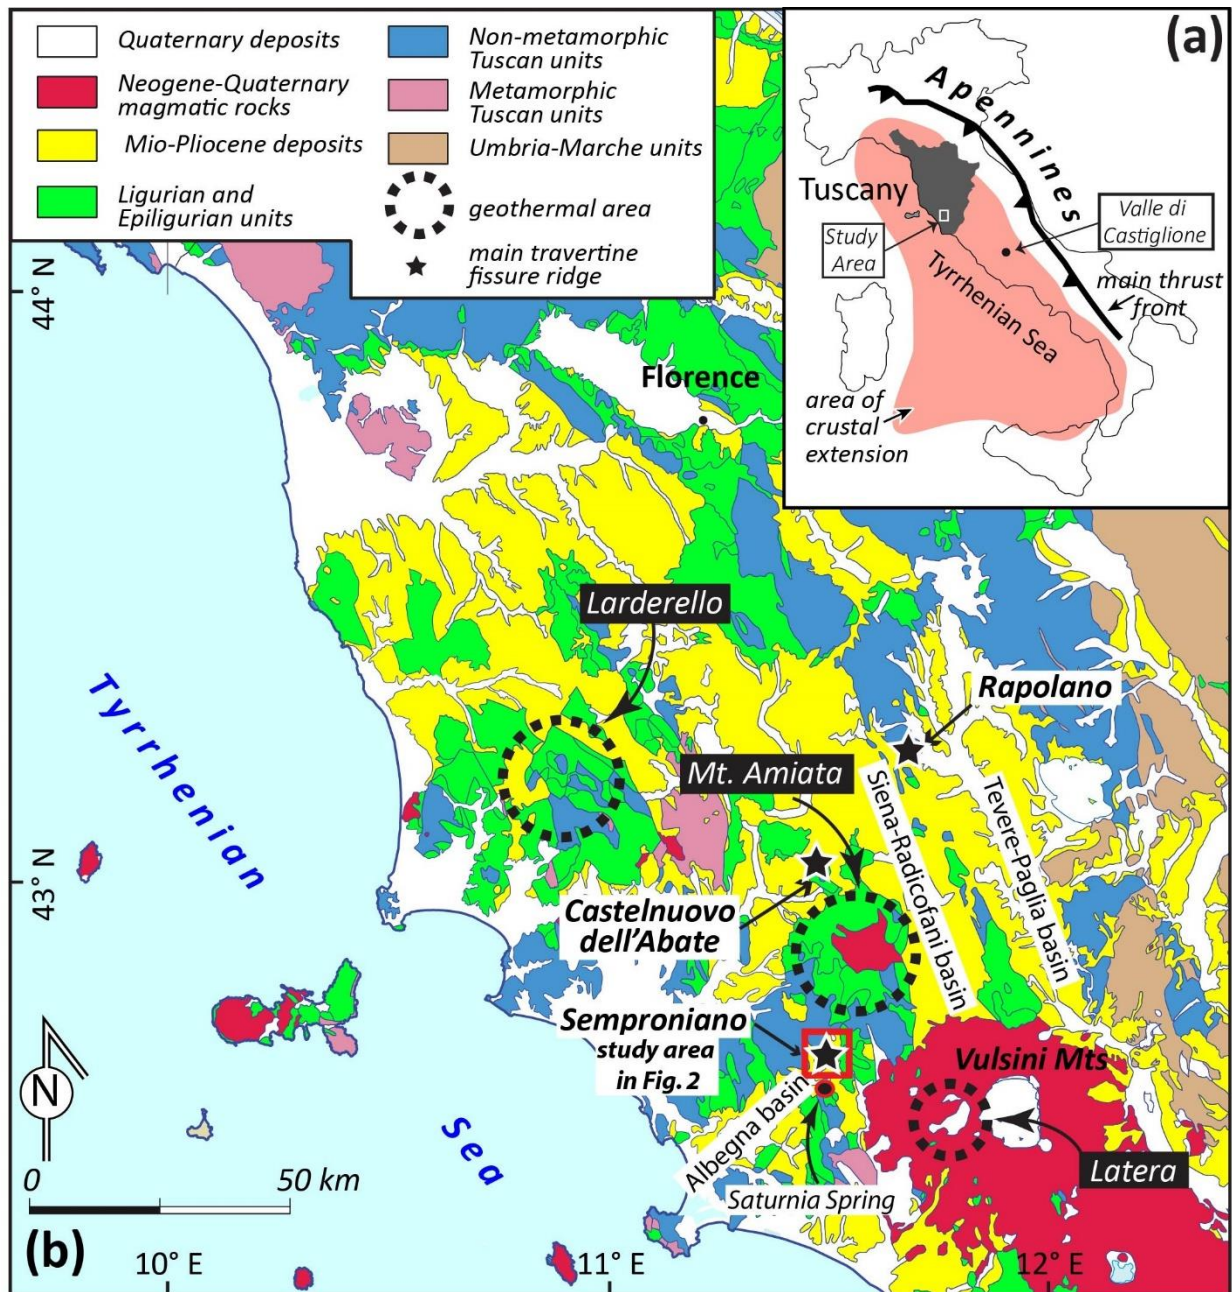 Quaternary deposits
Neogene-Quaternary
magmatic rocks
Mio-Pliocene deposits
Ligurian and
Epiligurian units
Non-metamorphic
Tuscan units
Metamorphic
Tuscan units
Umbria-Marche units
geothermal area
main travertine
fissure ridge
(a)
Apennines
Tuscany
Study
Area
Valle di
Castiglione
Tyrrhenian Sea
main thrust
front
area of
crustal
extension
44° N
Florence
Larderello
Rapolano
Mt. Amiata
Siena-Radicofani basin
Tevere-Paglia basin
Tyrrhenian
Sea
43° N
Castelnuovo
dell'Abate
Semproniano
study area
in Fig. 2
Vulsini Mts
Albegna basin
Latera
Saturnia Spring
N
0
50 km
(b)
10° E
11° E
12° E